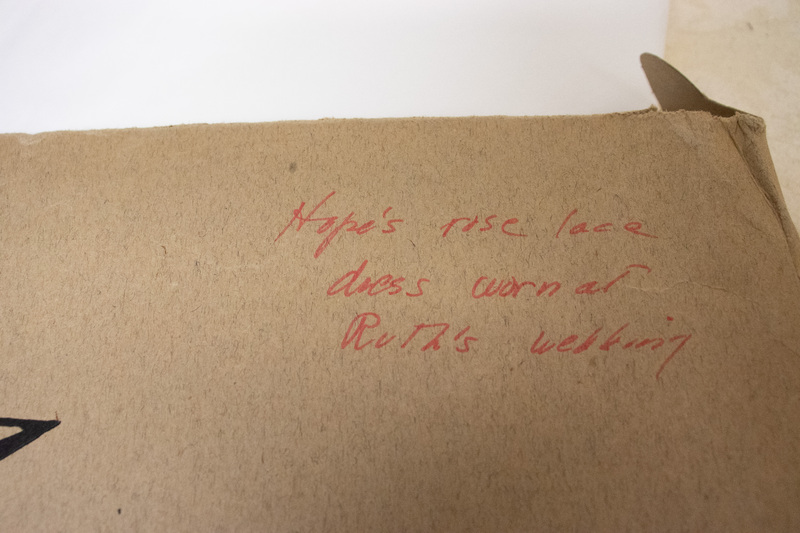 Hope's rose lace
dress worn at
Ruth's wedding